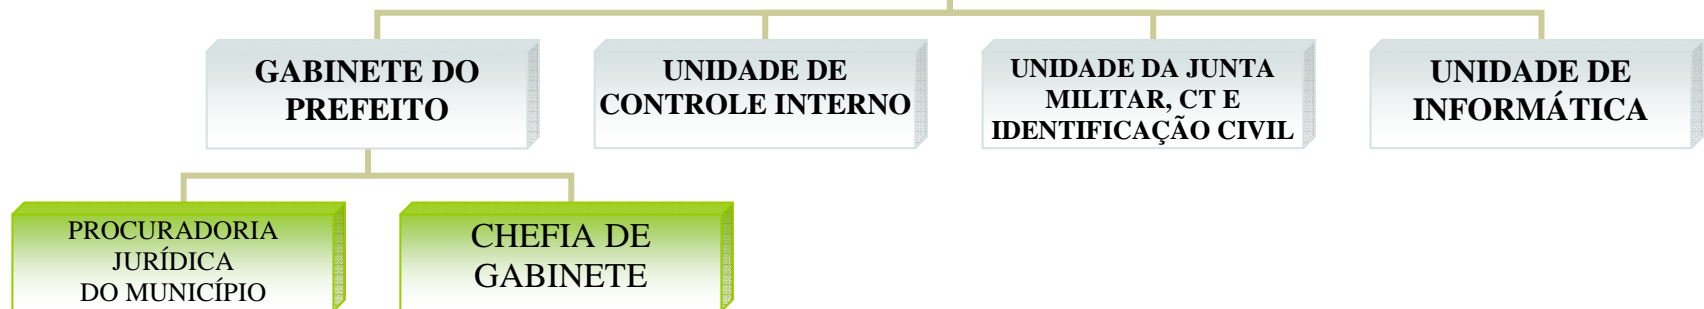 GABINETE DO
PREFEITO
UNIDADE DE
CONTROLE INTERNO
UNIDADE DA JUNTA
MILITAR, CT E
IDENTIFICAÇÃO CIVIL
UNIDADE DE
INFORMÁTICA
PROCURADORIA
JURÍDICA
DO MUNICÍPIO
CHEFIA DE
GABINETE